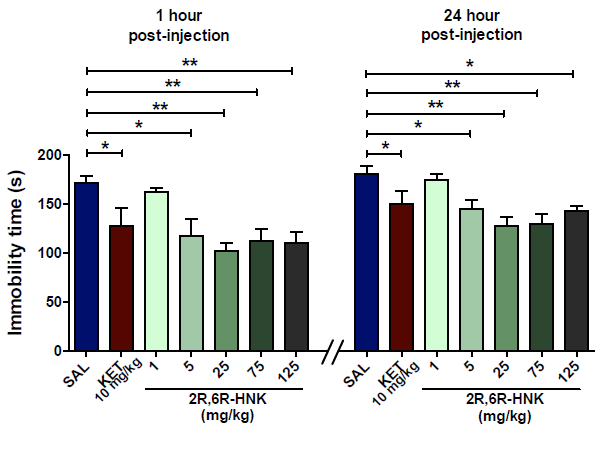 1 hour
post-injection
24 hour
post-injection
**
**
**
*
*
*
**
**
*
*
Immobility time (s)
200
150
100
50
0
SAL
KET
10 mg/kg
1
5
25
75
125
2R,6R-HNK
(mg/kg)
SAL
KET
10 mg/kg
1
5
25
75
125
2R,6R-HNK
(mg/kg)